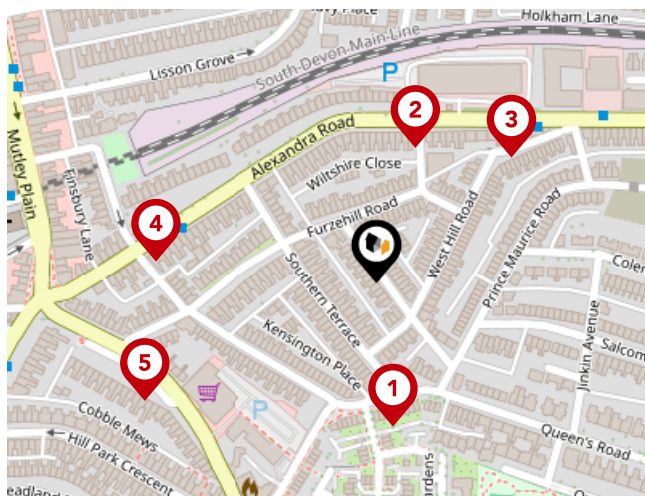 Holkham Lane
Lisson Grove
South Devon Main Line
P
2
3
Mutley Plain
Alexandra Road
Wiltshire Close
Finsbury Lane
Furzehill Road
West Hill Road
Prince Maurice Road
4
Southern Terrace
Kensington Place
Jinkin Avenue
5
1
P
Cobble Mews
Hill Park Crescent
Queen's Road